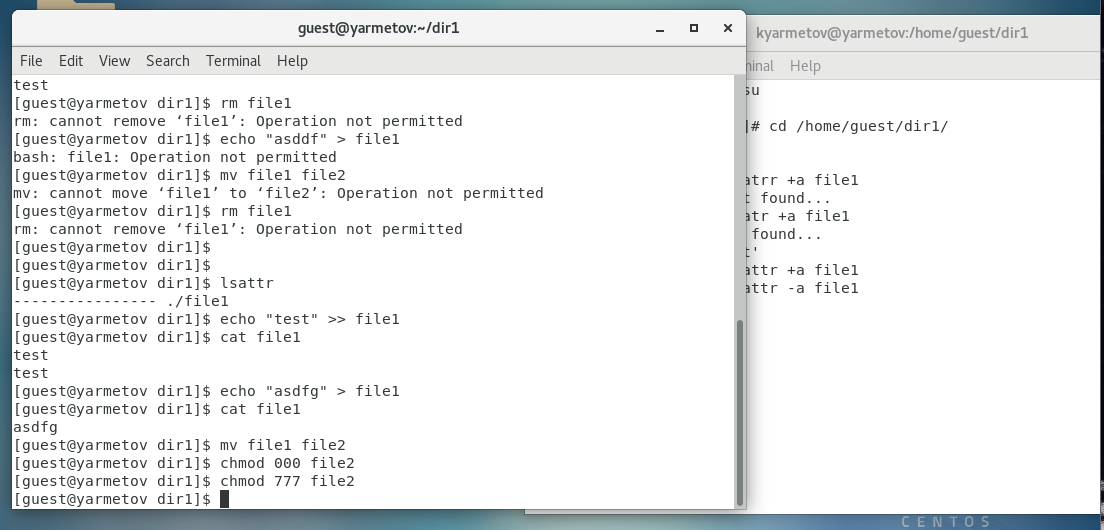 guest@yarmetov:~/dir1
File Edit View Search Terminal Help
test
[guest@yarmetov dir1]$ rm file1
rm: cannot remove ‘file1’: Operation not permitted
[guest@yarmetov dir1]$ echo "asddf" > file1
bash: file1: Operation not permitted
[guest@yarmetov dir1]$ mv file1 file2
mv: cannot move ‘file1’ to ‘file2’: Operation not permitted
[guest@yarmetov dir1]$ rm file1
rm: cannot remove ‘file1’: Operation not permitted
[guest@yarmetov dir1]$
[guest@yarmetov dir1]$
[guest@yarmetov dir1]$ lsattr
---------------- ./file1
[guest@yarmetov dir1]$ echo "test" >> file1
[guest@yarmetov dir1]$ cat file1
test
test
[guest@yarmetov dir1]$ echo "asdfg" > file1
[guest@yarmetov dir1]$ cat file1
asdfg
[guest@yarmetov dir1]$ mv file1 file2
[guest@yarmetov dir1]$ chmod 000 file2
[guest@yarmetov dir1]$ chmod 777 file2
[guest@yarmetov dir1]$
kyarmetov@yarmetov:/home/guest/dir1
minal Help
su
]# cd /home/guest/dir1/
atrr +a file1
t found...
atr +a file1
found...
t'
attr +a file1
attr -a file1
CENTOS